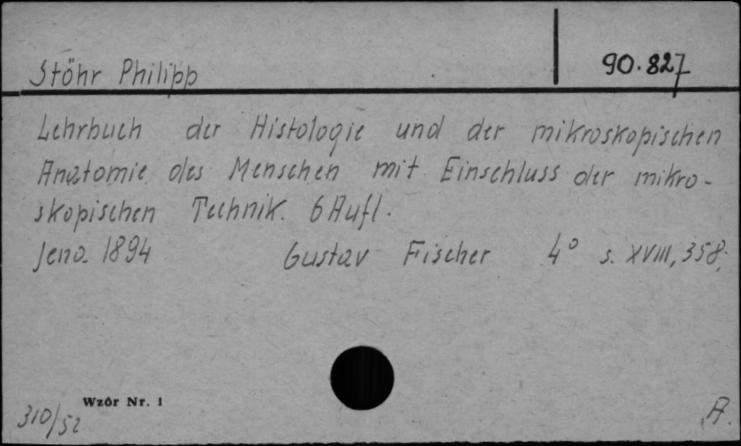 Stöhr Philipp
90.827
Lehrbuch der Histologie und der mikroskopischen
Anatomie des Menschen mit Einschluss der mikro-
skopischen Technik. 6 Aufl.
Jena 1894 Gustav Fischer 4° s. XVIII, 358;
Wzór Nr. 1
310/52
A.